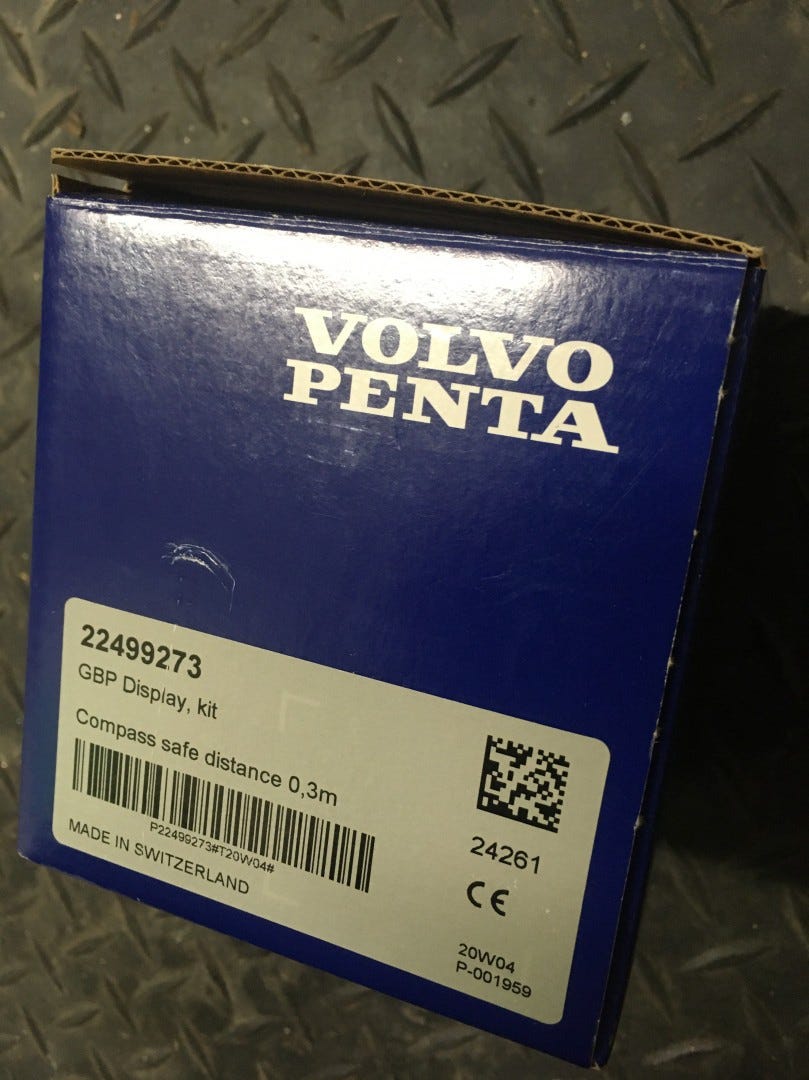 VOLVO
PENTA
22499273
GBP Display, kit
Compass safe distance 0,3m
P22499273#T20W04#
MADE IN SWITZERLAND
24261
CE
20W04
P-001959